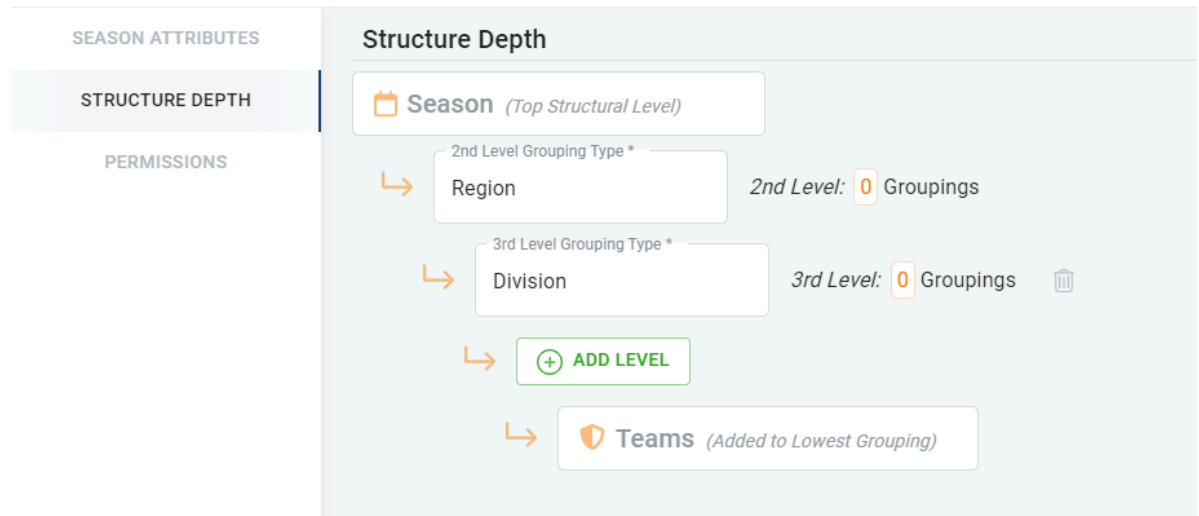 SEASON ATTRIBUTES
STRUCTURE DEPTH
PERMISSIONS
Structure Depth
Season (Top Structural Level)
2nd Level Grouping Type *
Region
2nd Level: 0 Groupings
3rd Level Grouping Type *
Division
3rd Level: 0 Groupings
ADD LEVEL
Teams (Added to Lowest Grouping)